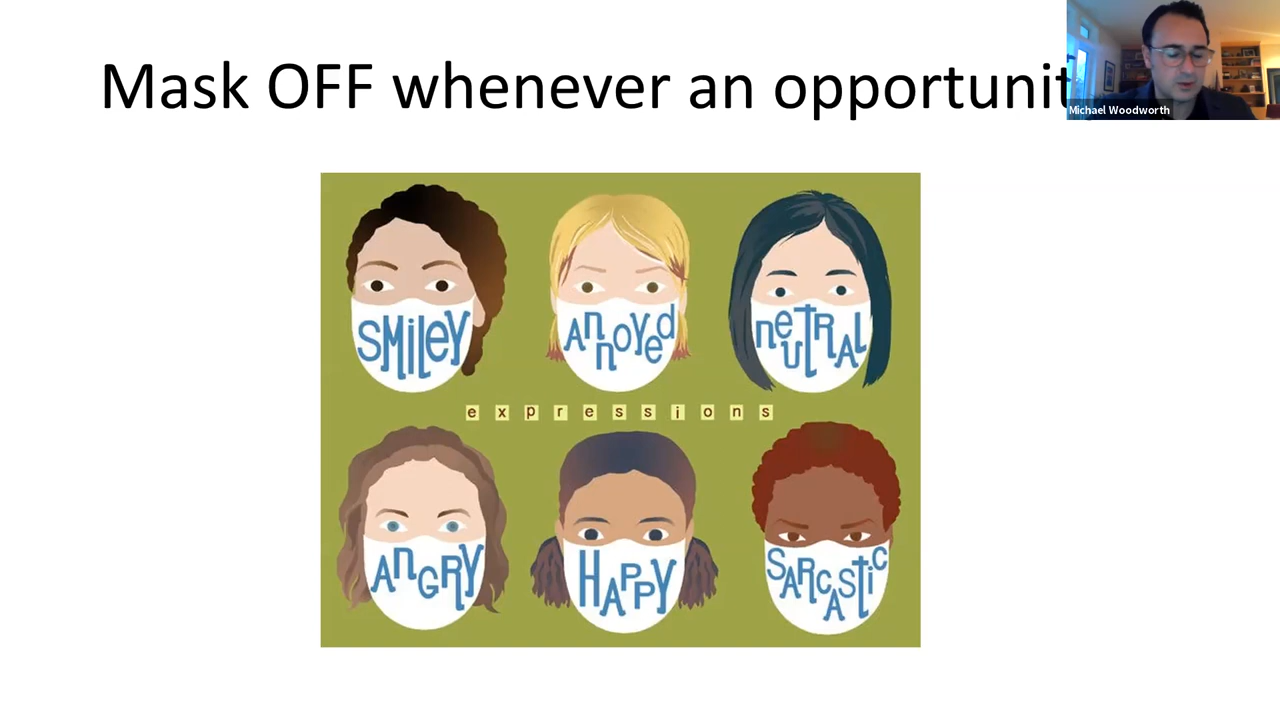 Mask OFF whenever an opportunit
Michael Woodworth
SMiLeY
AnnoYed
neUtRAL
expressions
AnGRY
HAPPY
SARcAStic